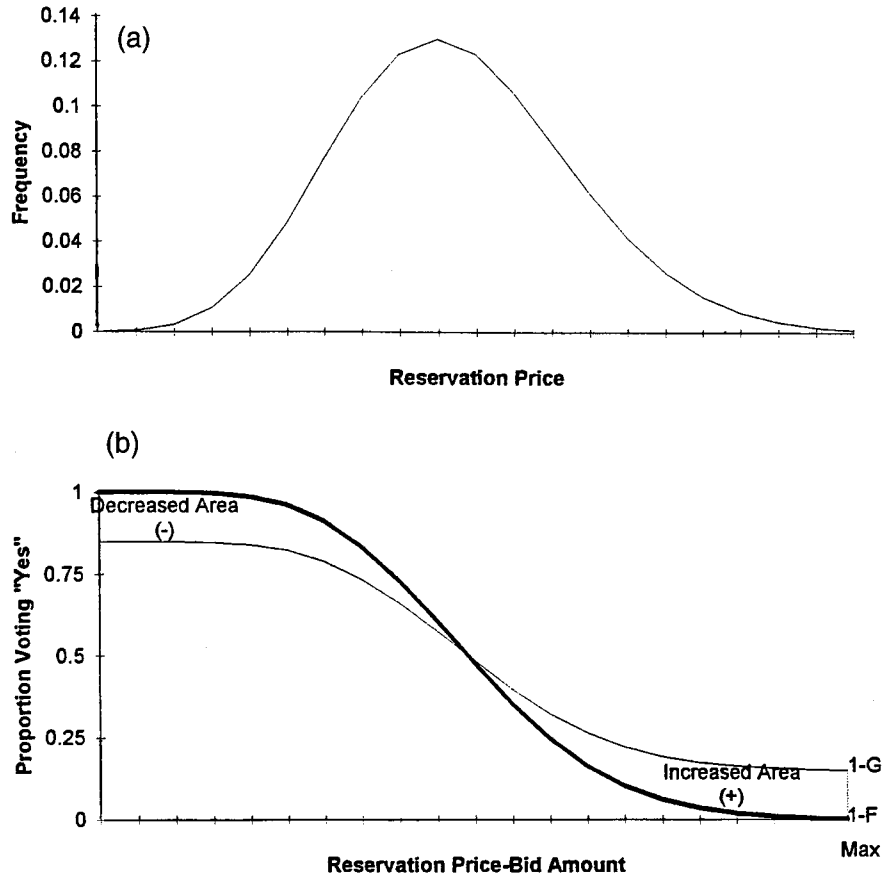 (a)
0.14
0.12
0.1
0.08
0.06
0.04
0.02
0
Frequency
Reservation Price
(b)
1
0.75
0.5
0.25
0
Proportion Voting "Yes"
Decreased Area
(-)
Increased Area
(+)
1-G
1-F
Max
Reservation Price-Bid Amount